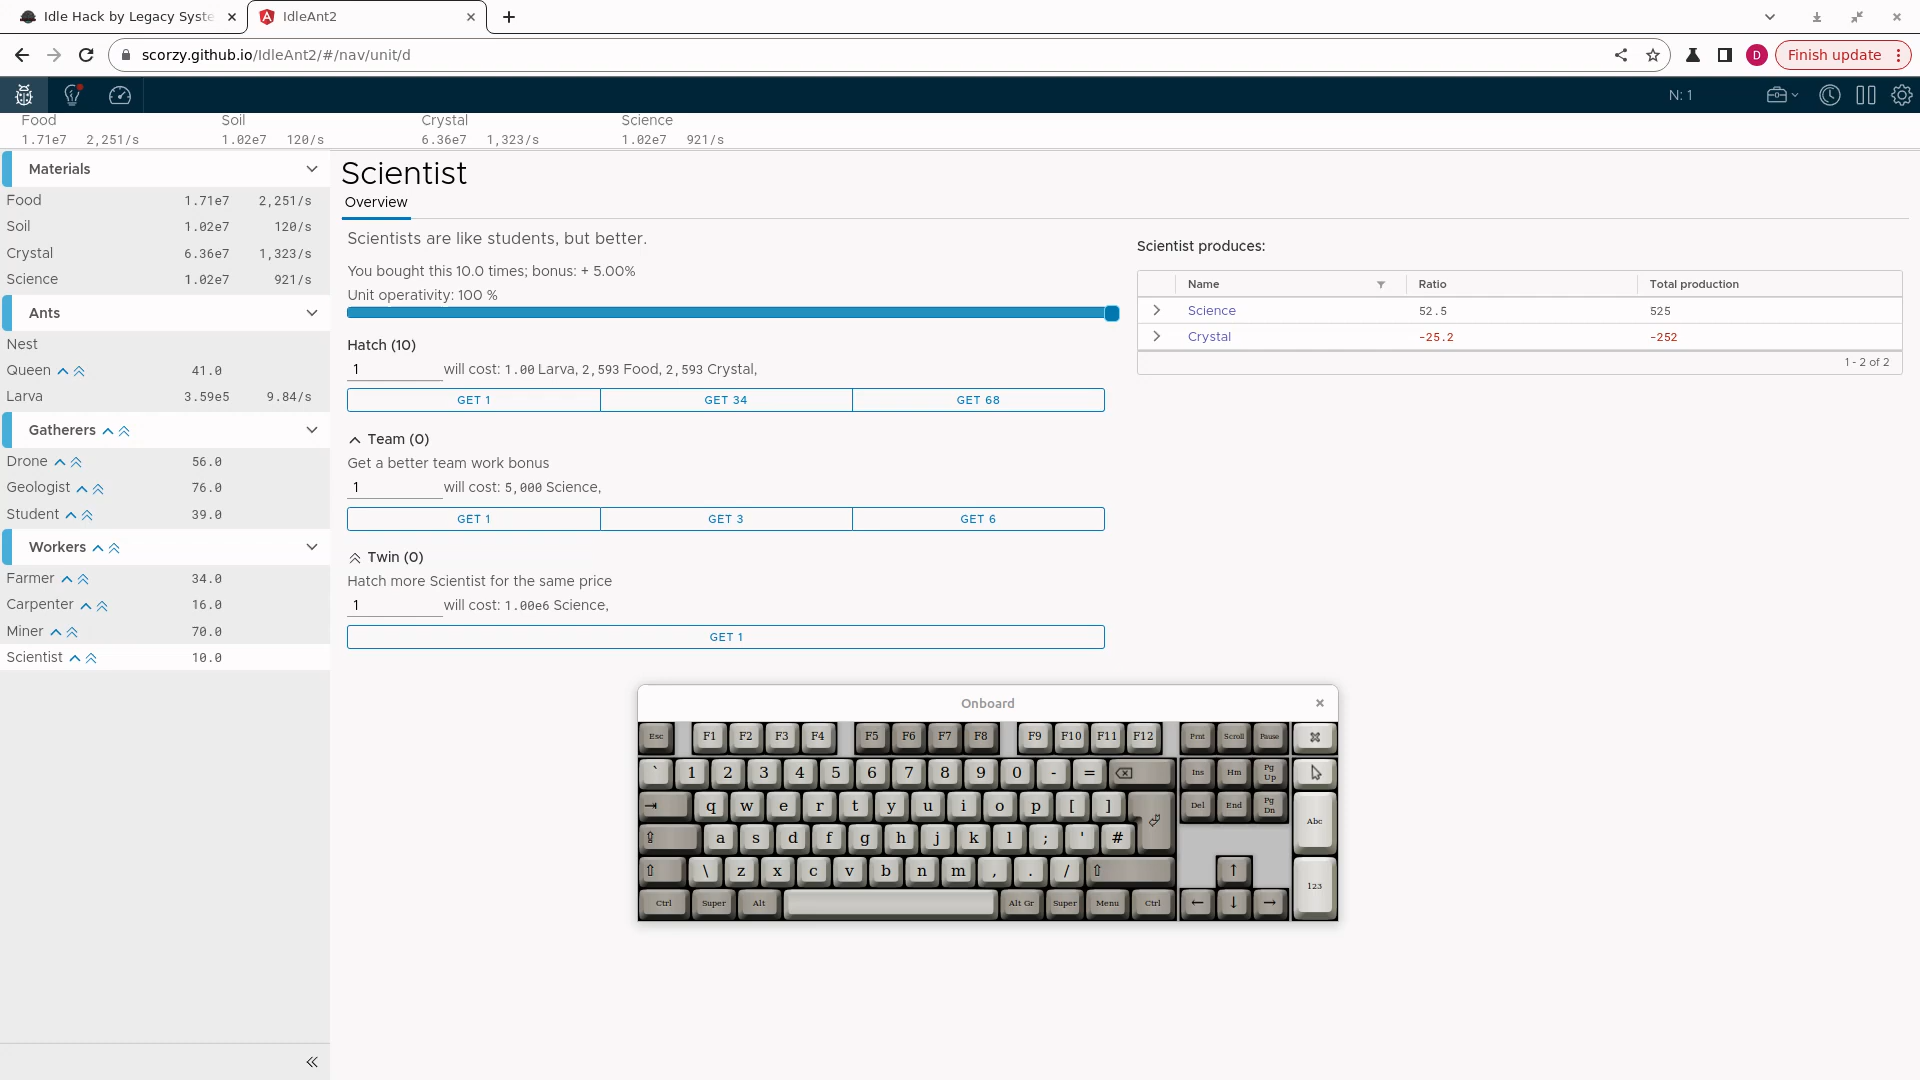 Idle Hack by Legacy Syste
IdleAnt2
scorzy.github.io/IdleAnt2/#/nav/unit/d
D
Finish update
N: 1
Food
1.71e7 2,251/s
Soil
1.02e7 120/s
Crystal
6.36e7 1,323/s
Science
1.02e7 921/s
Materials
Food 1.71e7 2,251/s
Soil 1.02e7 120/s
Crystal 6.36e7 1,323/s
Science 1.02e7 921/s
Ants
Nest
Queen 41.0
Larva 3.59e5 9.84/s
Gatherers
Drone 56.0
Geologist 76.0
Student 39.0
Workers
Farmer 34.0
Carpenter 16.0
Miner 70.0
Scientist 10.0
Scientist
Overview
Scientists are like students, but better.
You bought this 10.0 times; bonus: + 5.00%
Unit operativity: 100 %
Hatch (10)
1 will cost: 1.00 Larva, 2,593 Food, 2,593 Crystal,
GET 1 GET 34 GET 68
Team (0)
Get a better team work bonus
1 will cost: 5,000 Science,
GET 1 GET 3 GET 6
Twin (0)
Hatch more Scientist for the same price
1 will cost: 1.00e6 Science,
GET 1
Scientist produces:
Name Ratio Total production
Science 52.5 525
Crystal -25.2 -252
1 - 2 of 2
Onboard
Esc F1 F2 F3 F4 F5 F6 F7 F8 F9 F10 F11 F12 Prnt Scroll Pause
` 1 2 3 4 5 6 7 8 9 0 - = Ins Hm Pg Up
q w e r t y u i o p [ ] Del End Pg Dn Abc
a s d f g h j k l ; ' #
\ z x c v b n m , . / 123
Ctrl Super Alt Alt Gr Super Menu Ctrl